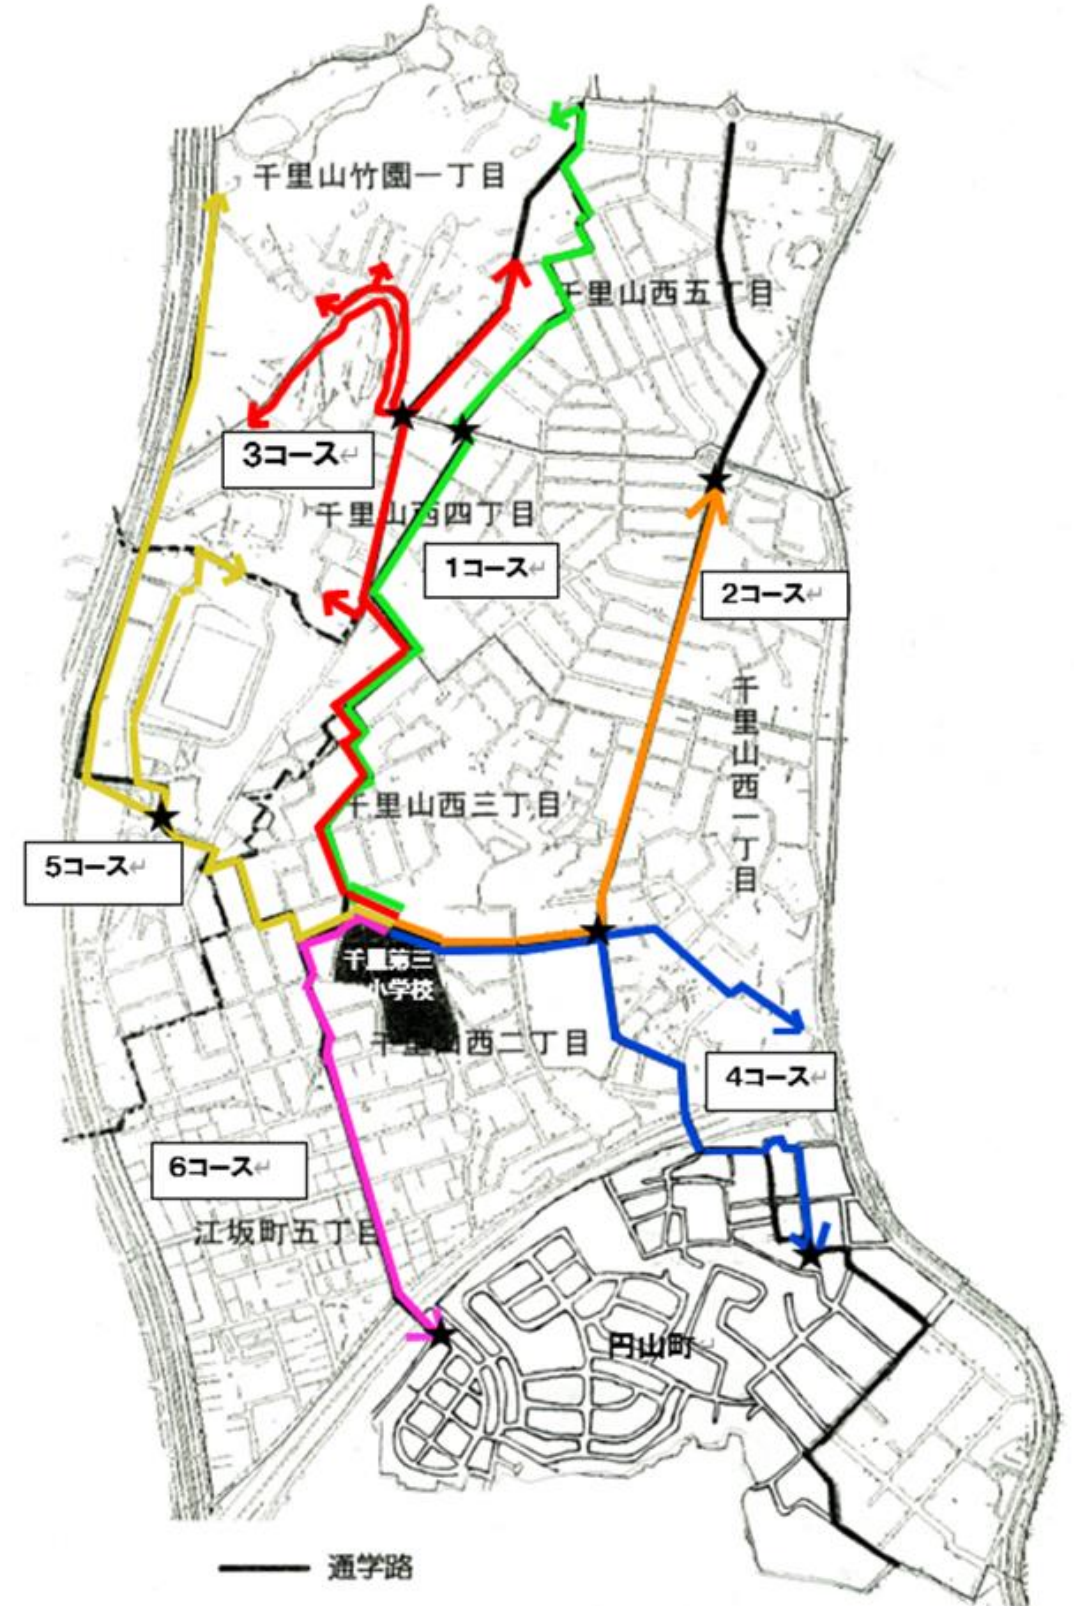 千里山竹園一丁目
千里山西五丁目
3コース↵
千里山西四丁目
1コース↵
2コース↵
千里山西一丁目
千里山西三丁目
5コース↵
千里第三
小学校
千里山西二丁目
4コース↵
6コース↵
江坂町五丁目
円山町↵
通学路